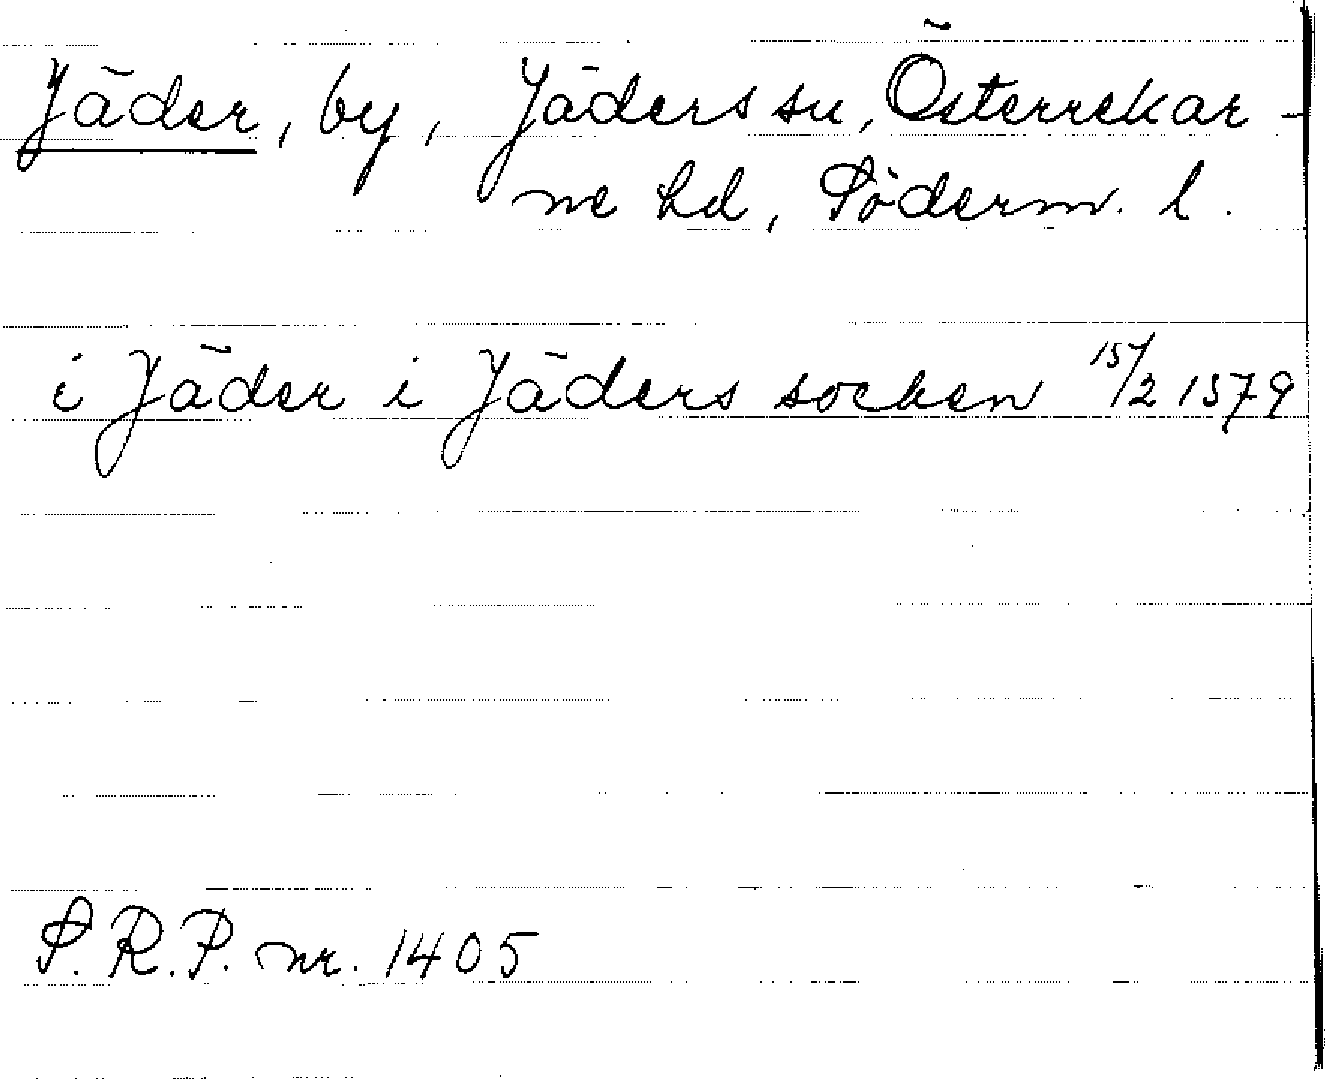 Jäder, by, Jäders sn, Österrekar-
ne hd, Söderm. l.
i Jäder i Jäders socken 15/2 1579
S.R.P. nr. 1405